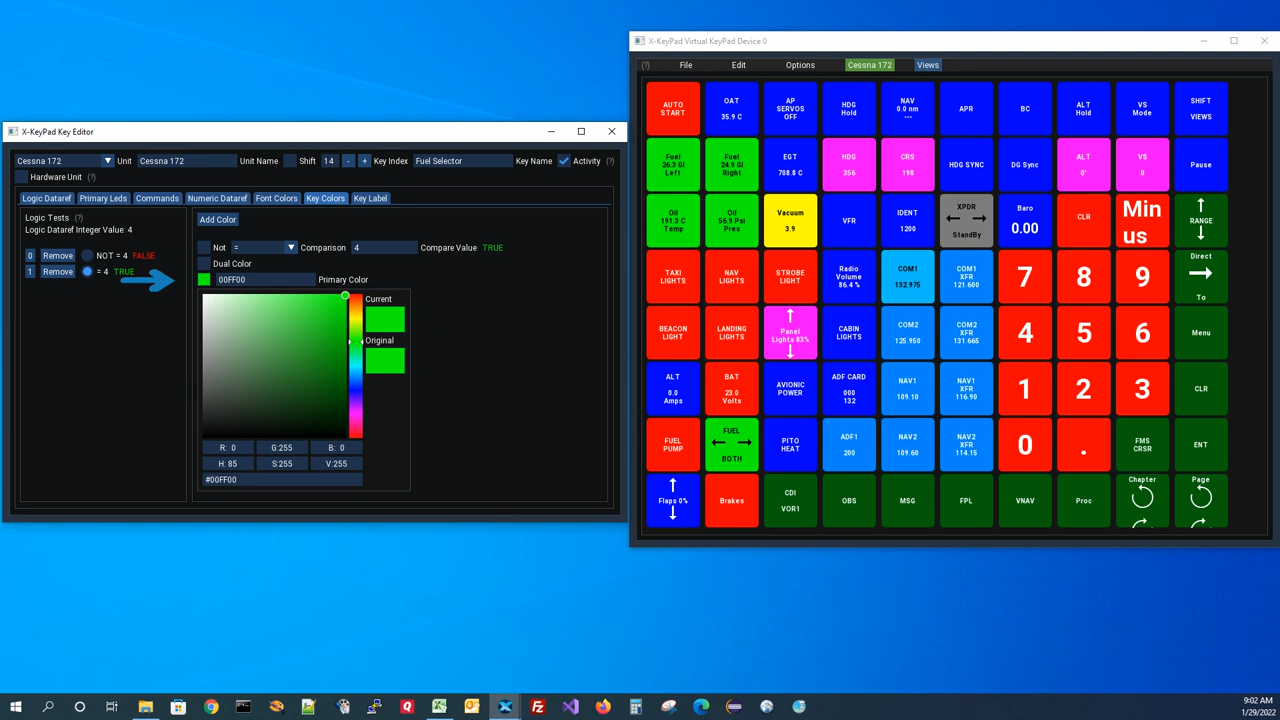 X-KeyPad Virtual KeyPad Device 0
(?) File Edit Options Cessna 172 Views
AUTO
START
OAT
35.9 C
AP
SERVOS
OFF
HDG
Hold
NAV
0.0 nm
---
APR
BC
ALT
Hold
VS
Mode
SHIFT
VIEWS
Fuel
26.3 Gl
Left
Fuel
24.9 Gl
Right
EGT
708.8 C
HDG
356
CRS
198
HDG SYNC
DG Sync
ALT
0'
VS
0
Pause
Oil
191.3 C
Temp
Oil
56.9 Psi
Pres
Vacuum
3.9
VFR
IDENT
1200
XPDR
StandBy
Baro
0.00
CLR
Min
us
RANGE
TAXI
LIGHTS
NAV
LIGHTS
STROBE
LIGHT
Radio
Volume
86.4 %
COM1
132.975
COM1
XFR
121.600
7
8
9
Direct
To
BEACON
LIGHT
LANDING
LIGHTS
Panel
Lights 83%
CABIN
LIGHTS
COM2
125.950
COM2
XFR
131.665
4
5
6
Menu
ALT
0.0
Amps
BAT
23.0
Volts
AVIONIC
POWER
ADF CARD
000
132
NAV1
109.10
NAV1
XFR
116.90
1
2
3
CLR
FUEL
PUMP
FUEL
BOTH
PITO
HEAT
ADF1
200
NAV2
109.60
NAV2
XFR
114.15
0
.
FMS
CRSR
ENT
Flaps 0%
Brakes
CDI
VOR1
OBS
MSG
FPL
VNAV
Proc
Chapter
Page
X-KeyPad Key Editor
Cessna 172 Unit Cessna 172 Unit Name Shift 14 - + Key Index Fuel Selector Key Name Activity (?)
Hardware Unit (?)
Logic Dataref Primary Leds Commands Numeric Dataref Font Colors Key Colors Key Label
Logic Tests (?)
Logic Dataref Integer Value: 4
0 Remove NOT = 4 FALSE
1 Remove = 4 TRUE
Add Color
Not = Comparison 4 Compare Value TRUE
Dual Color
00FF00 Primary Color
Current
Original
R: 0 G:255 B: 0
H: 85 S:255 V:255
#00FF00
9:02 AM
1/29/2022